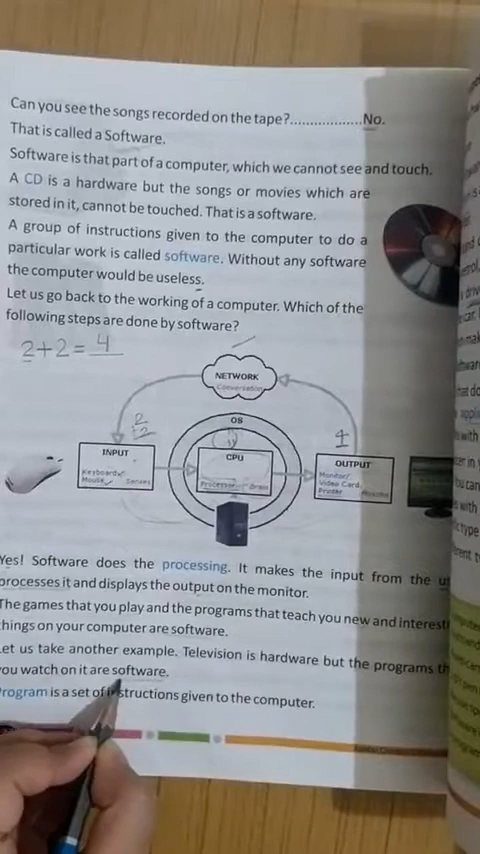 Can you see the songs recorded on the tape?..................No.
That is called a Software.
Software is that part of a computer, which we cannot see and touch.
A CD is a hardware but the songs or movies which are
stored in it, cannot be touched. That is a software.
A group of instructions given to the computer to do a
particular work is called software. Without any software
the computer would be useless.
Let us go back to the working of a computer. Which of the
following steps are done by software?
2+2=4
NETWORK
Conversation
OS
2
+2
4
INPUT
Keyboard
Mouse Senses
CPU
Processor Brain
OUTPUT
Monitor/
Video Card
Printer Muscles
Yes! Software does the processing. It makes the input from the
processes it and displays the output on the monitor.
The games that you play and the programs that teach you new and
things on your computer are software.
Let us take another example. Television is hardware but the programs
you watch on it are software.
Program is a set of instructions given to the computer.